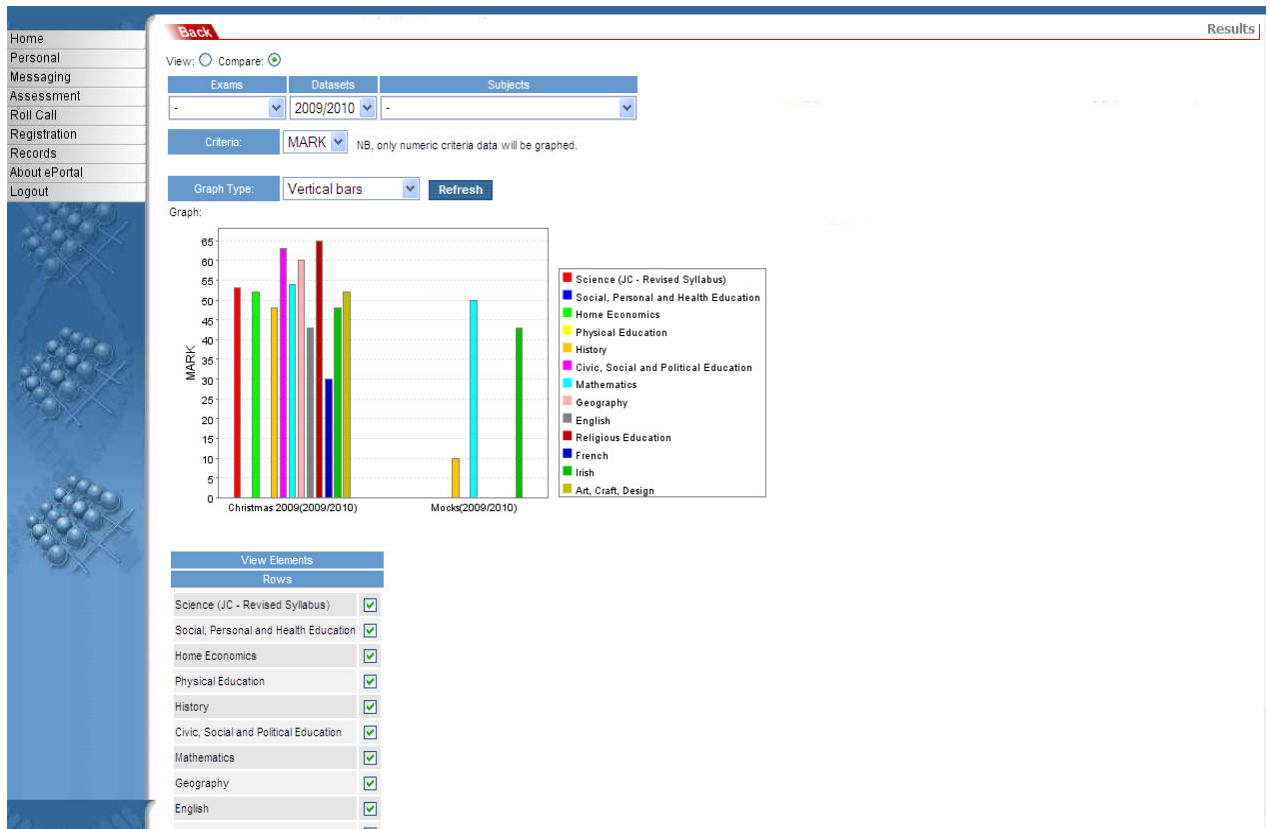 Back
Results
Home
Personal
Messaging
Assessment
Roll Call
Registration
Records
About ePortal
Logout
View: Compare:
Exams Datasets Subjects
- 2009/2010 -
Criteria: MARK NB, only numeric criteria data will be graphed.
Graph Type: Vertical bars Refresh
Graph:
MARK
65
60
55
50
45
40
35
30
25
20
15
10
5
0
Christmas 2009(2009/2010) Mocks(2009/2010)
Science (JC - Revised Syllabus)
Social, Personal and Health Education
Home Economics
Physical Education
History
Civic, Social and Political Education
Mathematics
Geography
English
Religious Education
French
Irish
Art, Craft, Design
View Elements
Rows
Science (JC - Revised Syllabus)
Social, Personal and Health Education
Home Economics
Physical Education
History
Civic, Social and Political Education
Mathematics
Geography
English